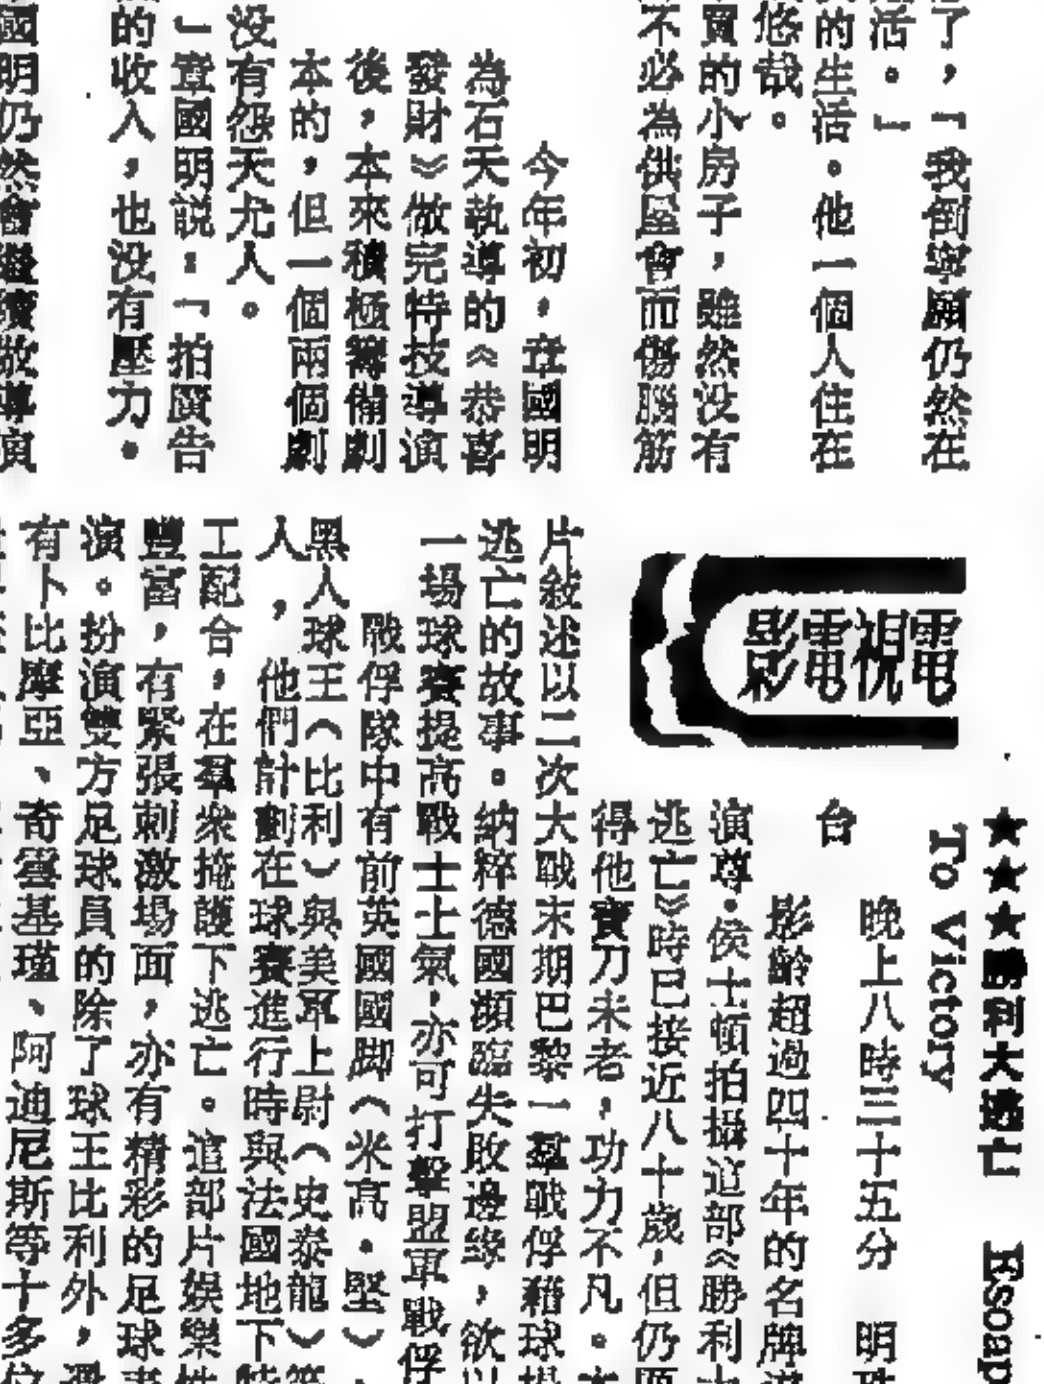 了，「我倒寧願仍然在
活。」
的生活。他一個人住在
悠哉。
買的小房子，雖然没有
不必為供屋會而傷腦筋
今年初，章國明
為石天執導的《恭喜
發財》做完特技導演
後，本來積極籌備劇
本的，但一個兩個劇
没有怨天尤人。
」章國明説：「拍廣告
的收入，也没有壓力。
國明仍然會繼續做導演
電視電影
★★★勝利大逃亡　Escap
To Victory
晚上八時三十五分　明珠
台
影齡超過四十年的名牌導
演尊·侯士頓拍攝這部《勝利大
逃亡》時已接近八十歲，但仍
得他寶刀未老，功力不凡。本
片敍述以二次大戰末期巴黎一羣戰俘藉球
逃亡的故事。納粹德國瀕臨失敗邊緣，欲以
一場球賽提高戰士士氣，亦可打擊盟軍戰俘
戰俘隊中有前英國國脚（米高·堅）、
黑人球王（比利）與美軍上尉（史泰龍）等
人，他們計劃在球賽進行時與法國地下
工配合，在羣衆掩護下逃亡。這部片娛樂性
豐富，有緊張刺激場面，亦有精彩的足球
演。扮演雙方足球員的除了球王比利外，還
有卜比摩亞、奇雲基瑾、阿迪尼斯等十多位